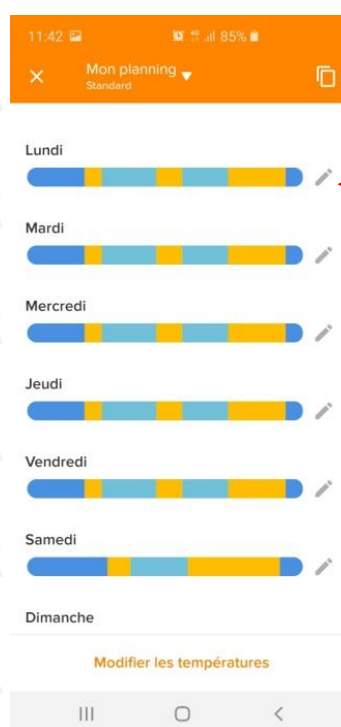 11:42 85%
Mon planning
Standard
Lundi
Mardi
Mercredi
Jeudi
Vendredi
Samedi
Dimanche
Modifier les températures